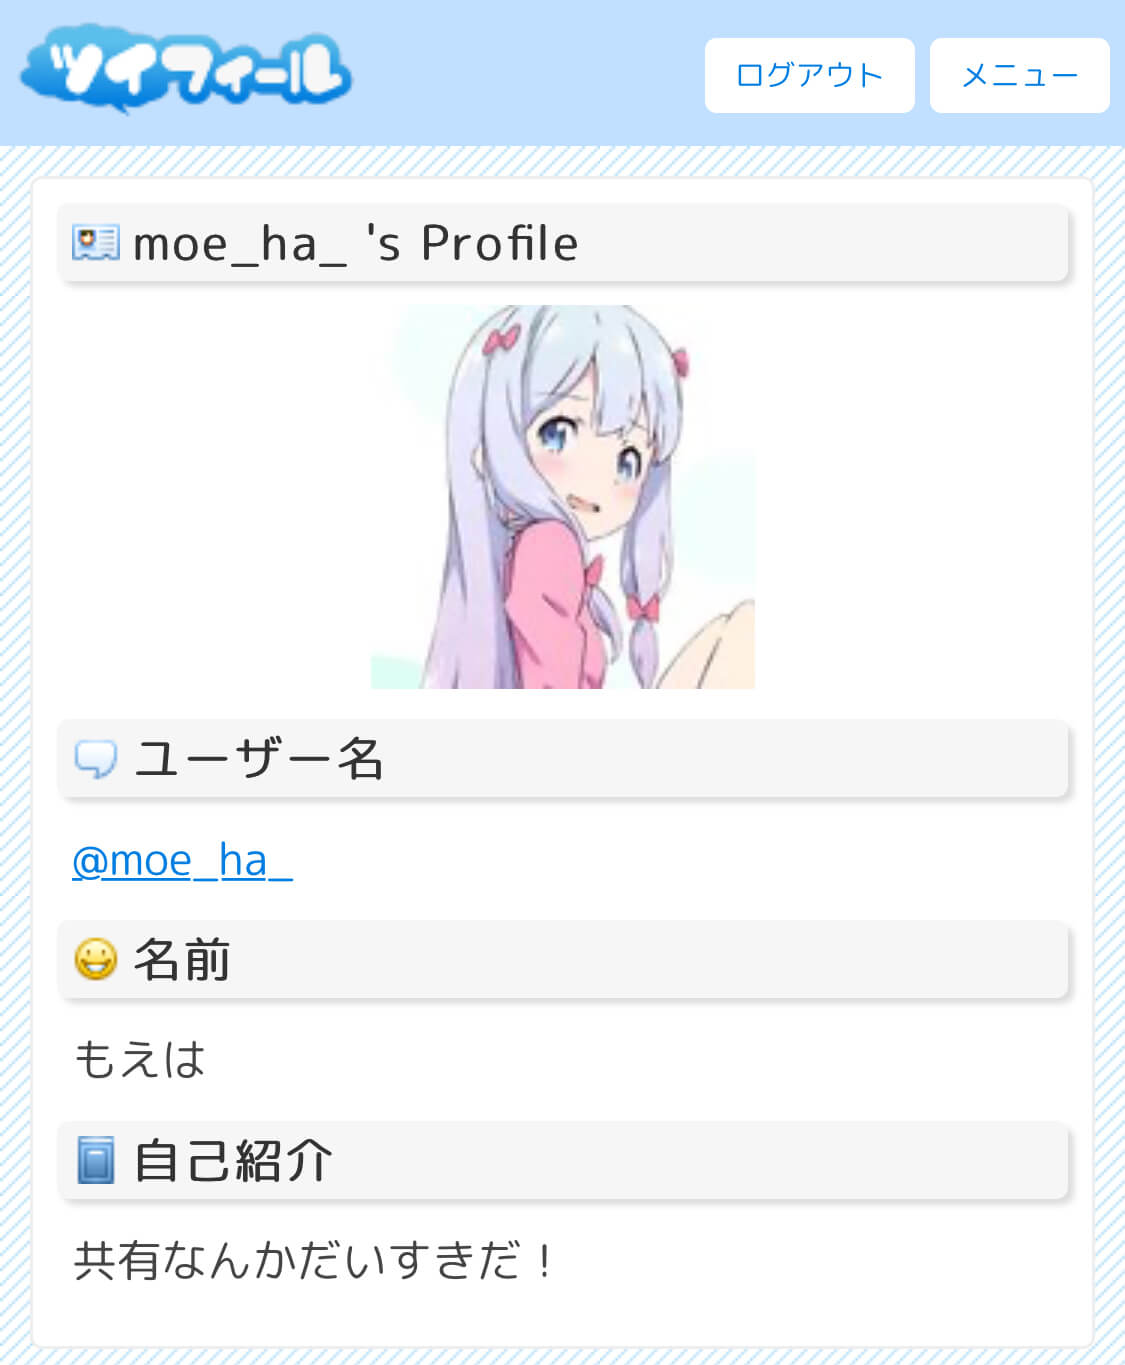 ツイフィール
ログアウト メニュー
moe_ha_ 's Profile
ユーザー名
@moe_ha_
名前
もえは
自己紹介
共有なんかだいすきだ！